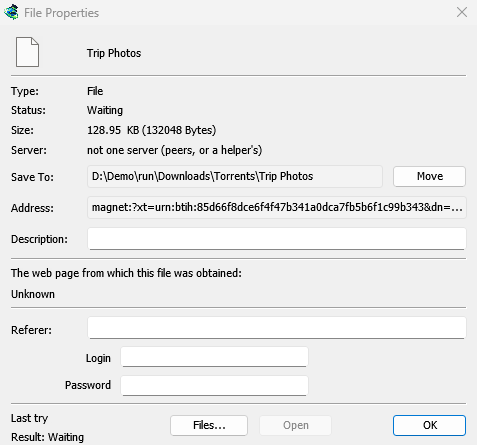 File Properties
Trip Photos
Type: File
Status: Waiting
Size: 128.95 KB (132048 Bytes)
Server: not one server (peers, or a helper's)
Save To: D:\Demo\run\Downloads\Torrents\Trip Photos Move
Address: magnet:?xt=urn:btih:85d66f8dce6f4f47b341a0dca7fb5b6f1c99b343&dn=...
Description:
The web page from which this file was obtained:
Unknown
Referer:
Login
Password
Last try
Result: Waiting
Files... Open OK